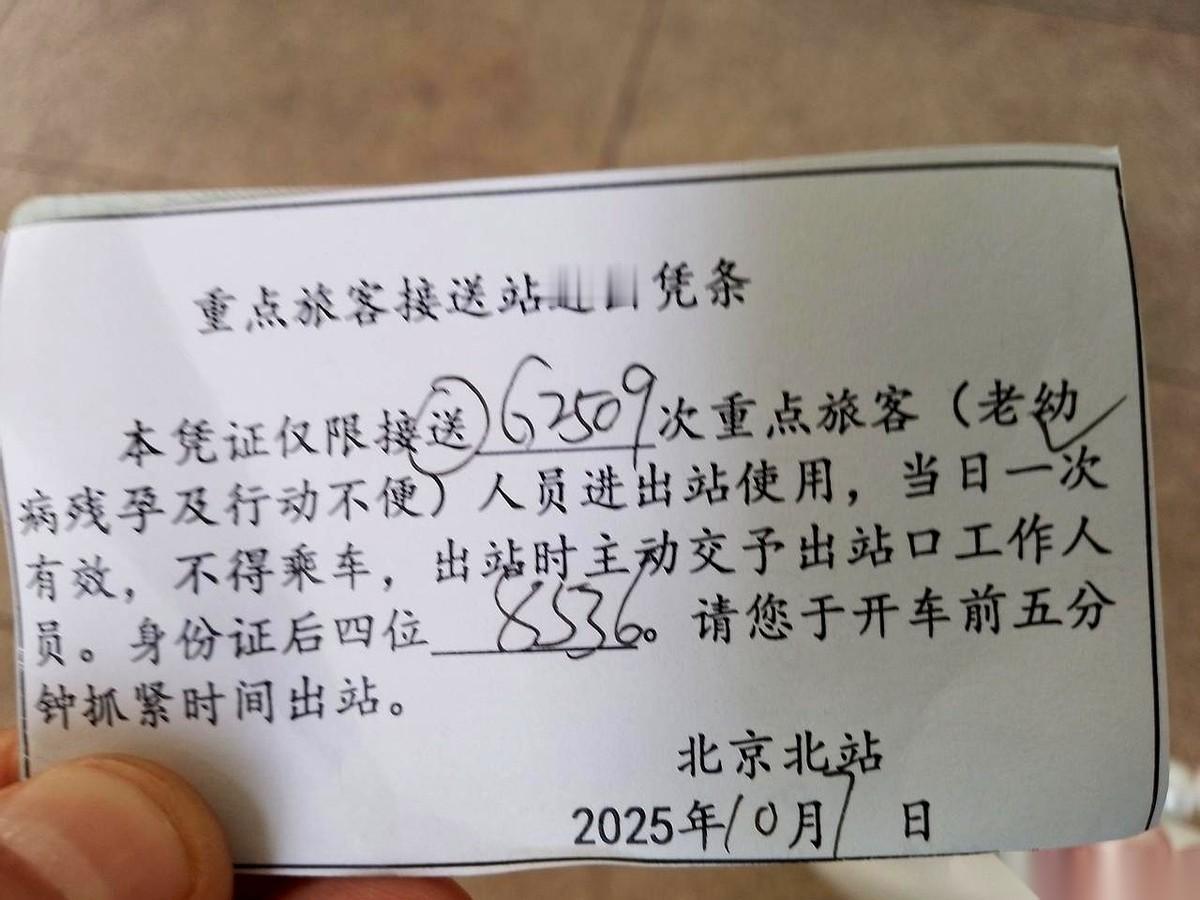 重点旅客接送站进出凭条
本凭证仅限接送G2509次重点旅客（老幼
病残孕及行动不便）人员进出站使用，当日一次
有效，不得乘车，出站时主动交予出站口工作人
员。身份证后四位8536。请您于开车前五分
钟抓紧时间出站。
北京北站
2025年10月7日